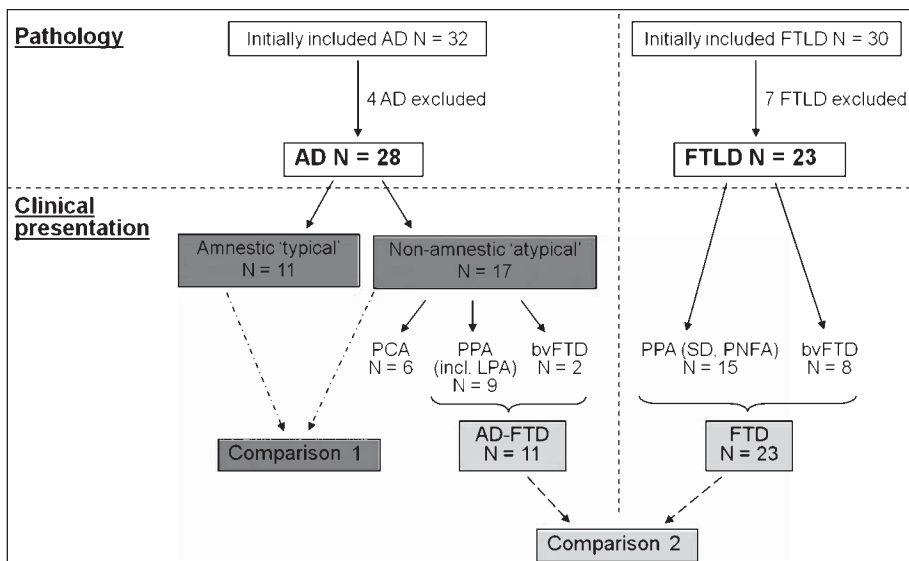 Pathology
Initially included AD N = 32
Initially included FTLD N = 30
4 AD excluded
7 FTLD excluded
AD N = 28
FTLD N = 23
Clinical
presentation
Amnestic 'typical'
N = 11
Non-amnestic 'atypical'
N = 17
PCA
N = 6
PPA
(incl. LPA)
N = 9
bvFTD
N = 2
PPA (SD, PNFA)
N = 15
bvFTD
N = 8
Comparison 1
AD-FTD
N = 11
FTD
N = 23
Comparison 2